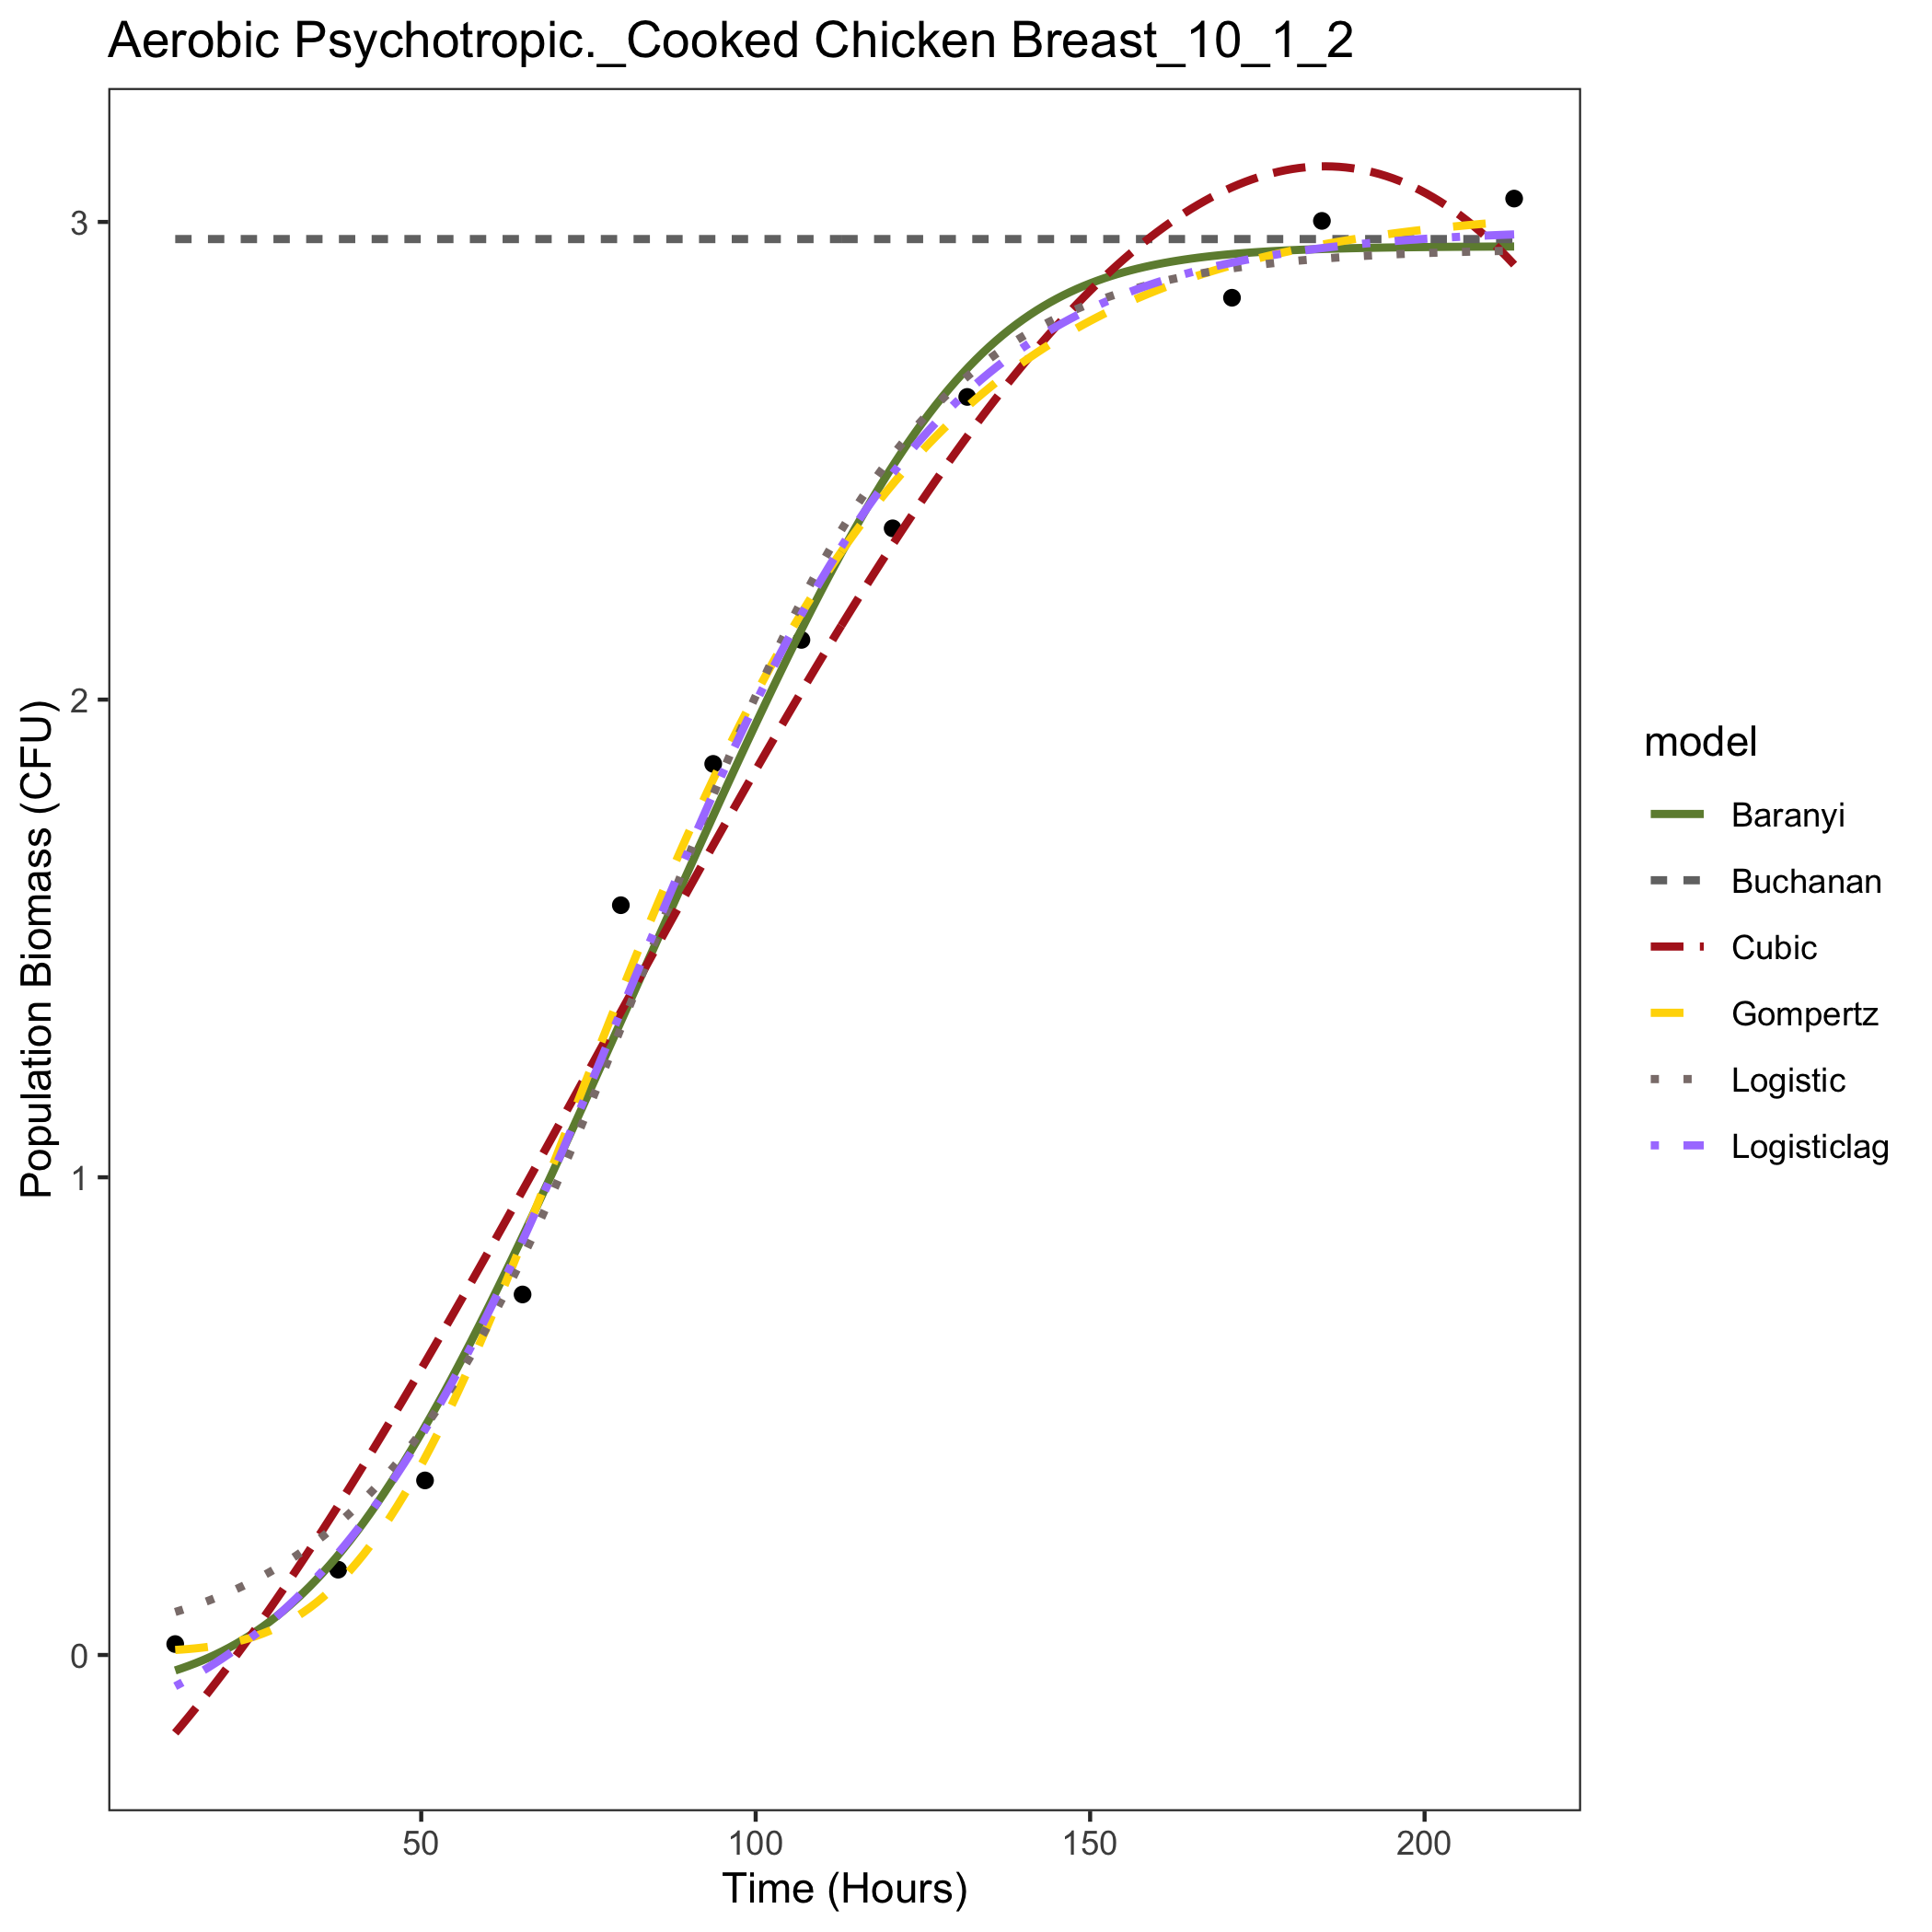 Aerobic Psychotropic._Cooked Chicken Breast_10_1_2
Population Biomass (CFU)
3
2
1
0
50 100 150 200
Time (Hours)
model
Baranyi
Buchanan
Cubic
Gompertz
Logistic
Logisticlag